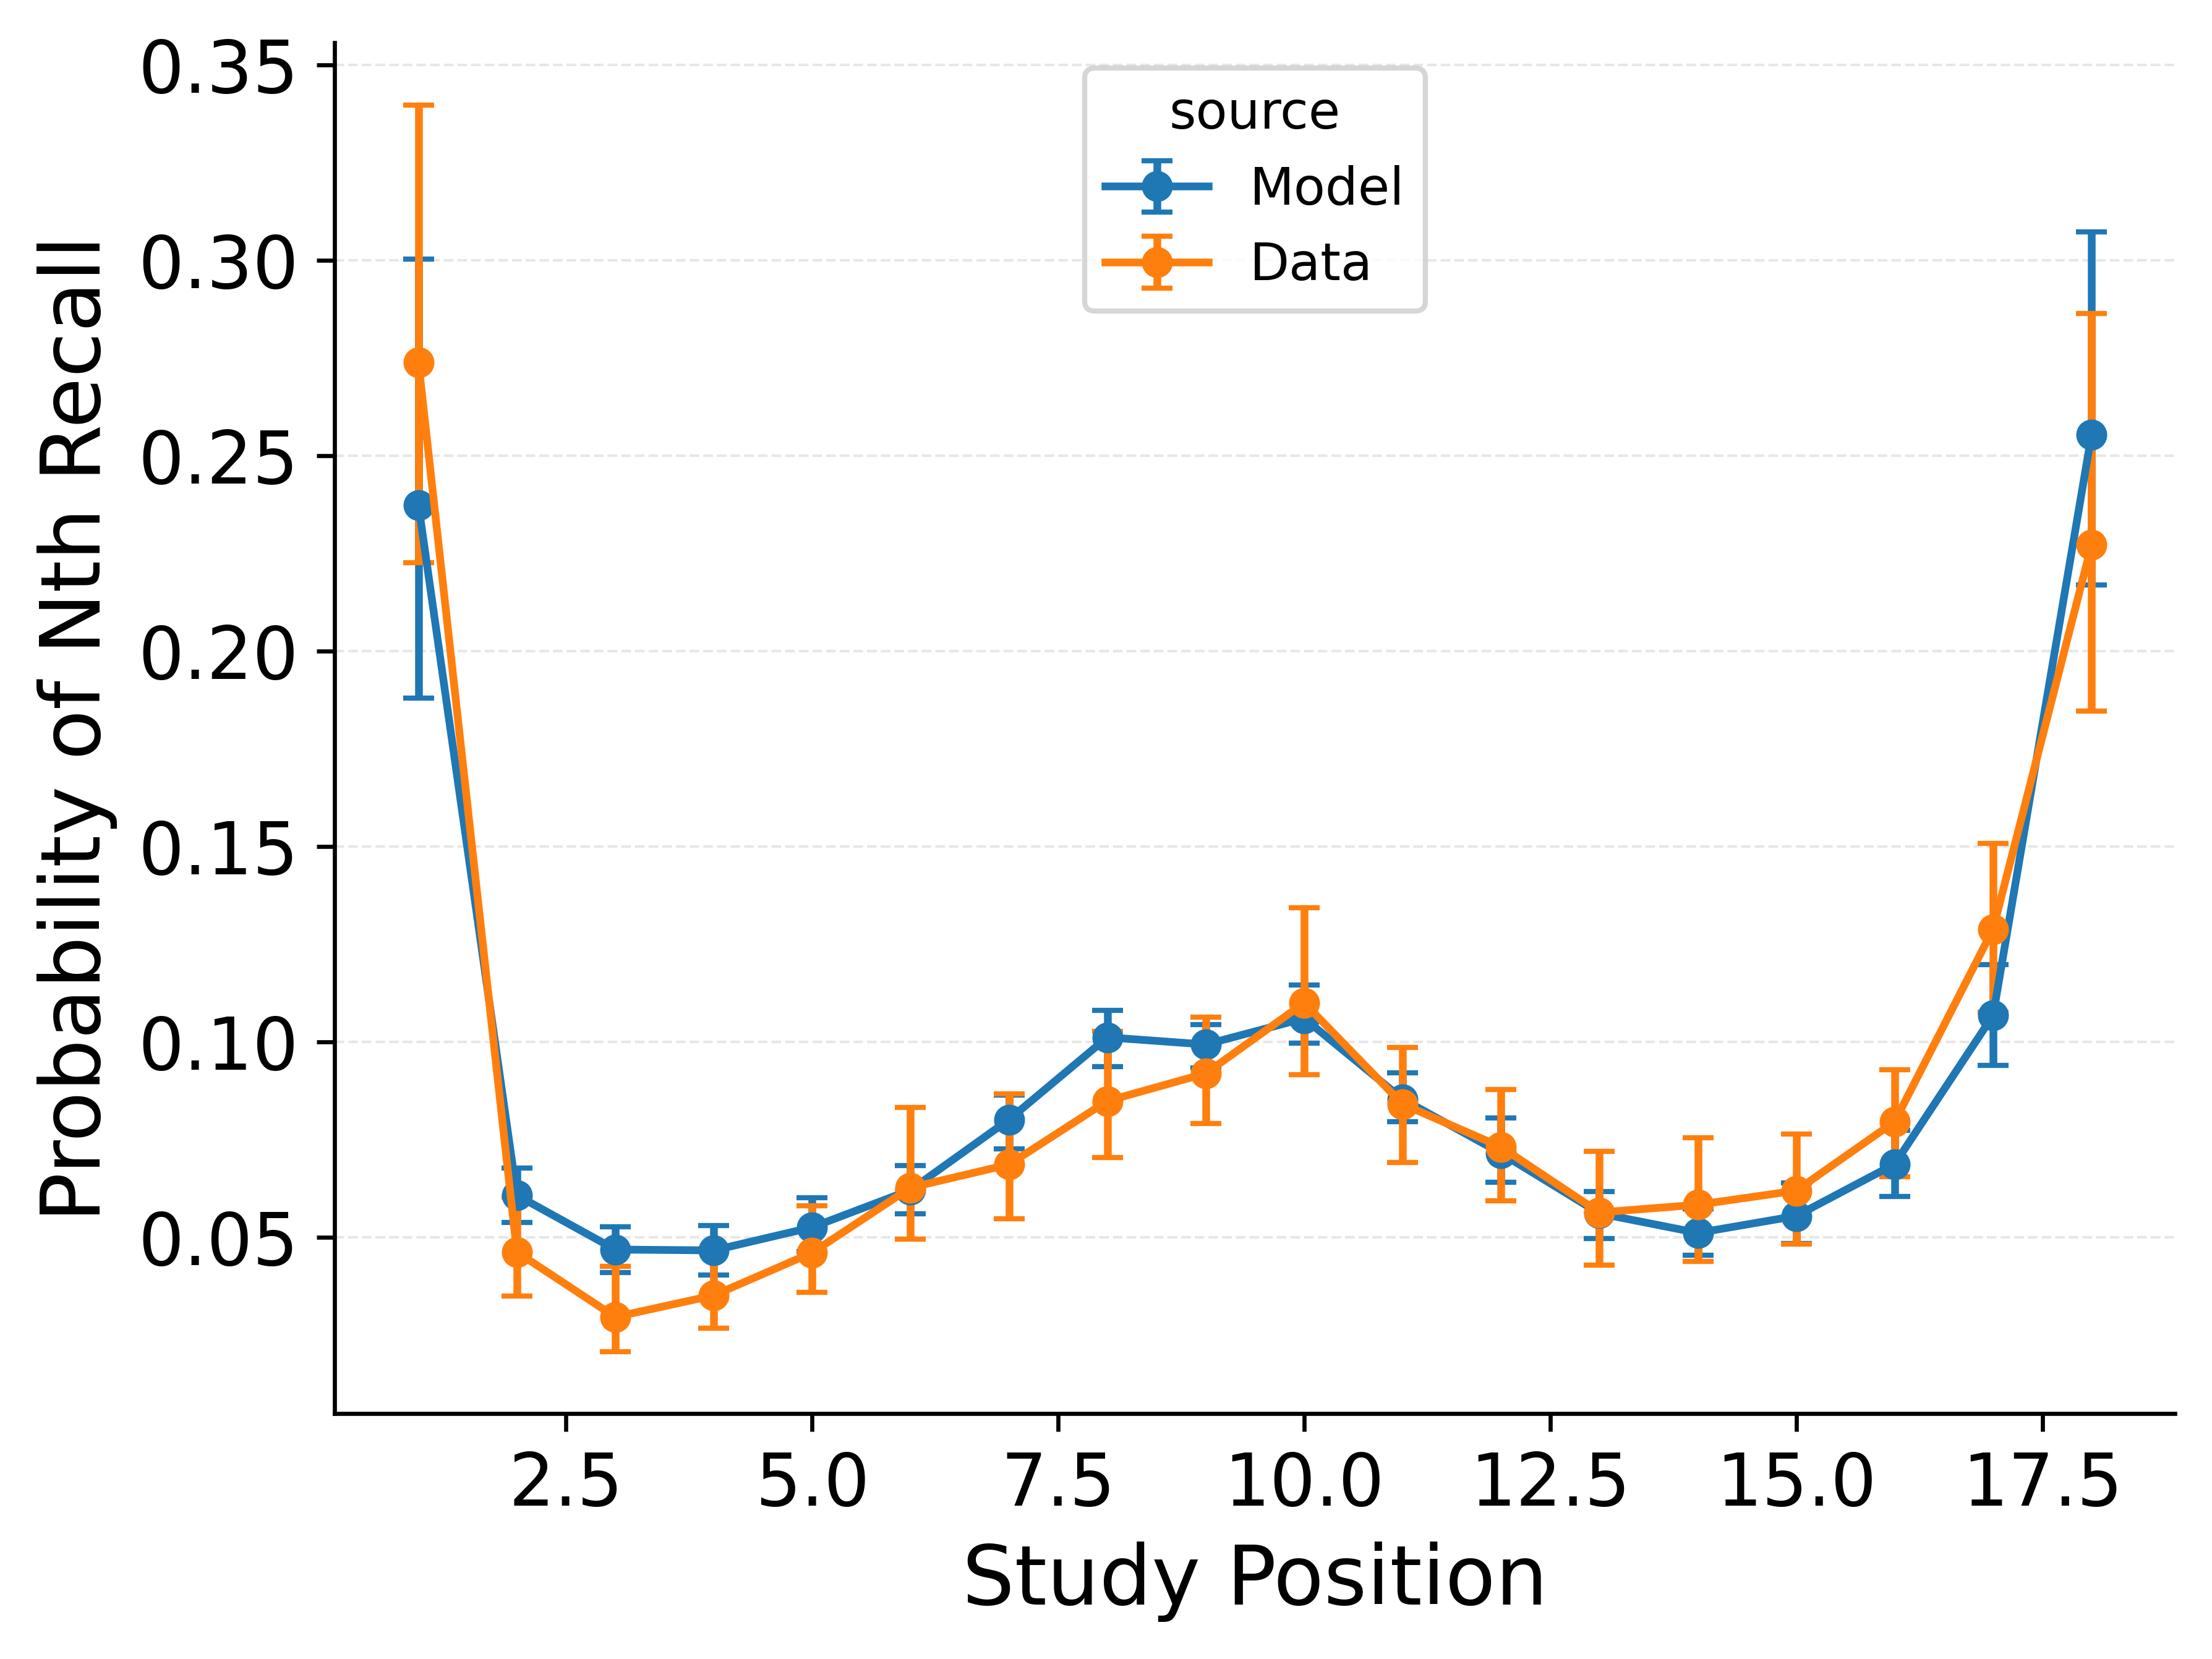 Probability of Nth Recall
0.35
0.30
0.25
0.20
0.15
0.10
0.05
source
Model
Data
2.5 5.0 7.5 10.0 12.5 15.0 17.5
Study Position